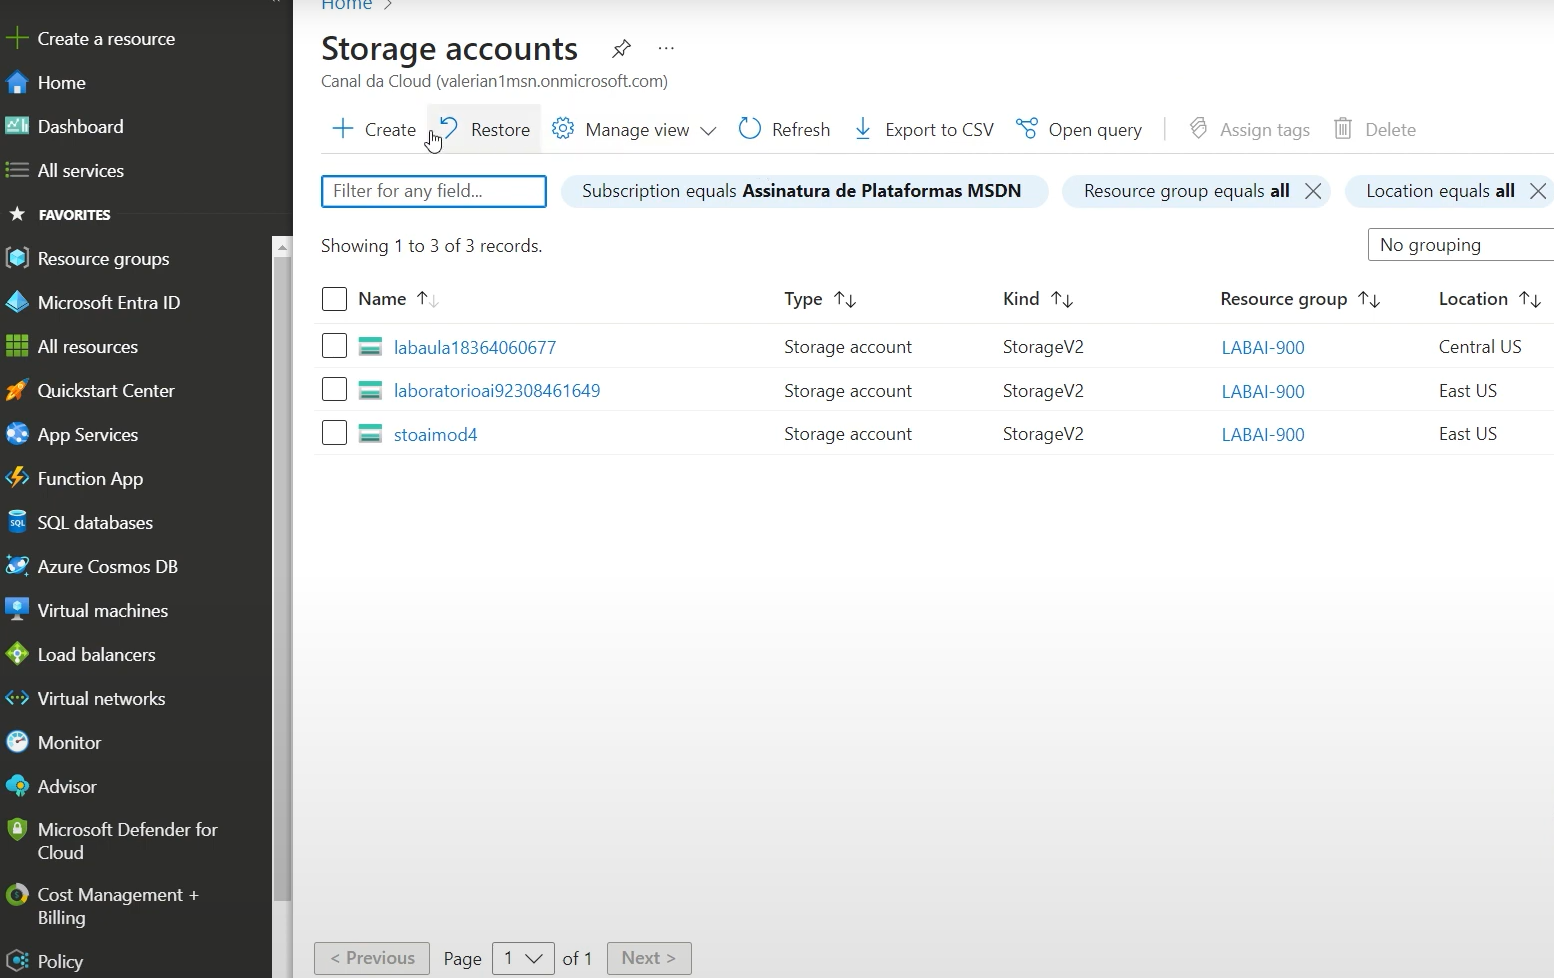 Home >
Create a resource
Home
Dashboard
All services
FAVORITES
Resource groups
Microsoft Entra ID
All resources
Quickstart Center
App Services
Function App
SQL databases
Azure Cosmos DB
Virtual machines
Load balancers
Virtual networks
Monitor
Advisor
Microsoft Defender for
Cloud
Cost Management +
Billing
Policy
Storage accounts ...
Canal da Cloud (valerian1msn.onmicrosoft.com)
Create Restore Manage view Refresh Export to CSV Open query Assign tags Delete
Filter for any field... Subscription equals Assinatura de Plataformas MSDN Resource group equals all Location equals all
Showing 1 to 3 of 3 records. No grouping
Name Type Kind Resource group Location
labaula18364060677 Storage account StorageV2 LABAI-900 Central US
laboratorioai92308461649 Storage account StorageV2 LABAI-900 East US
stoaimod4 Storage account StorageV2 LABAI-900 East US
< Previous Page 1 of 1 Next >